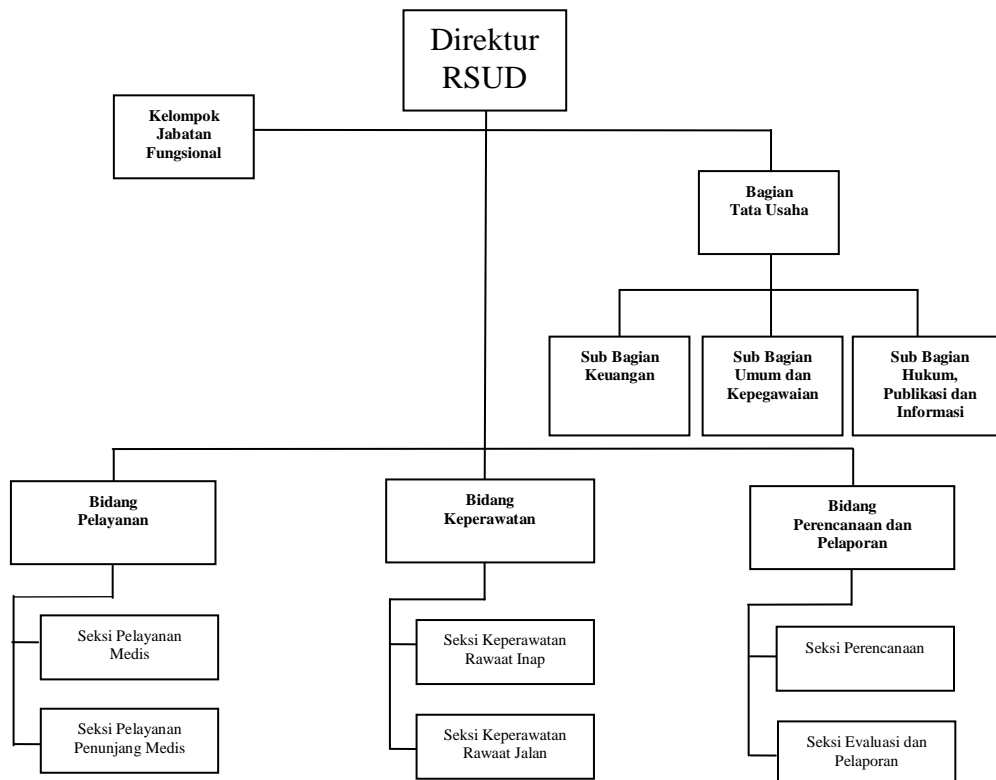 Direktur
RSUD
Kelompok
Jabatan
Fungsional
Bagian
Tata Usaha
Sub Bagian
Keuangan
Sub Bagian
Umum dan
Kepegawaian
Sub Bagian
Hukum,
Publikasi dan
Informasi
Bidang
Pelayanan
Bidang
Keperawatan
Bidang
Perencanaan dan
Pelaporan
Seksi Pelayanan
Medis
Seksi Keperawatan
Rawaat Inap
Seksi Perencanaan
Seksi Pelayanan
Penunjang Medis
Seksi Keperawatan
Rawaat Jalan
Seksi Evaluasi dan
Pelaporan